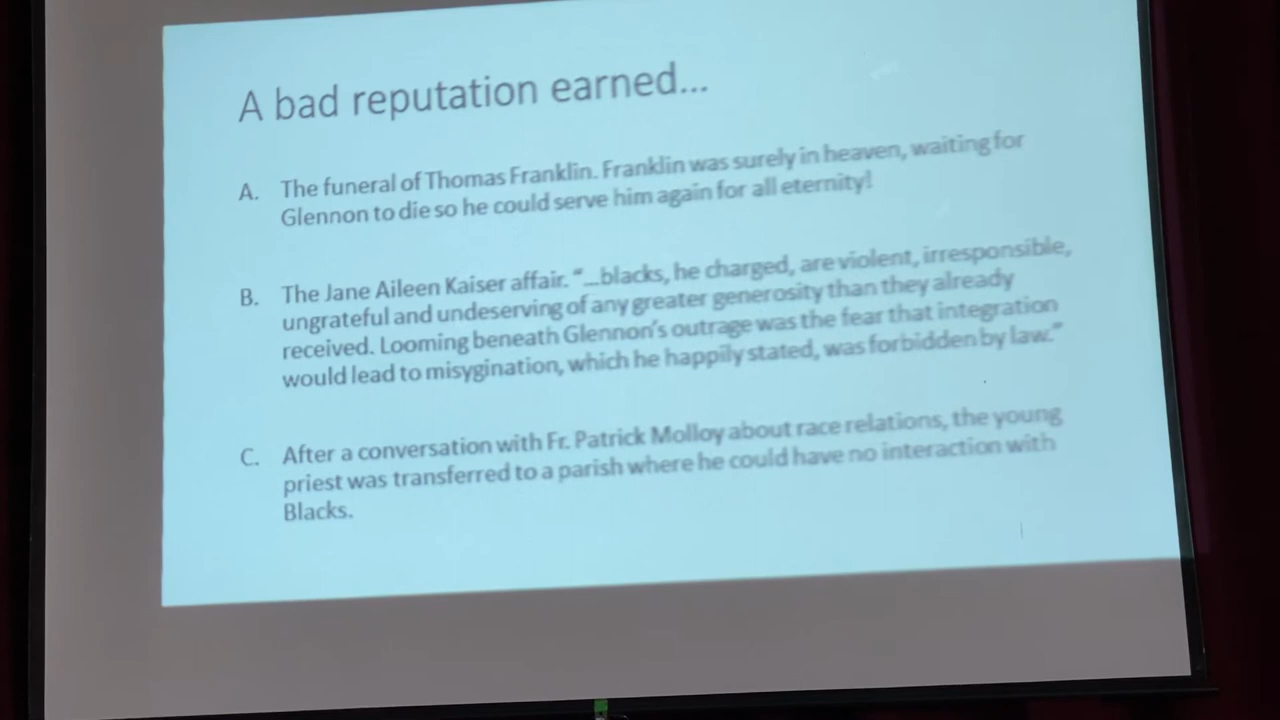 A bad reputation earned...
A. The funeral of Thomas Franklin. Franklin was surely in heaven, waiting for
Glennon to die so he could serve him again for all eternity!
B. The Jane Aileen Kaiser affair. “...blacks, he charged, are violent, irresponsible,
ungrateful and undeserving of any greater generosity than they already
received. Looming beneath Glennon's outrage was the fear that integration
would lead to misygination, which he happily stated, was forbidden by law.”
C. After a conversation with Fr. Patrick Molloy about race relations, the young
priest was transferred to a parish where he could have no interaction with
Blacks.